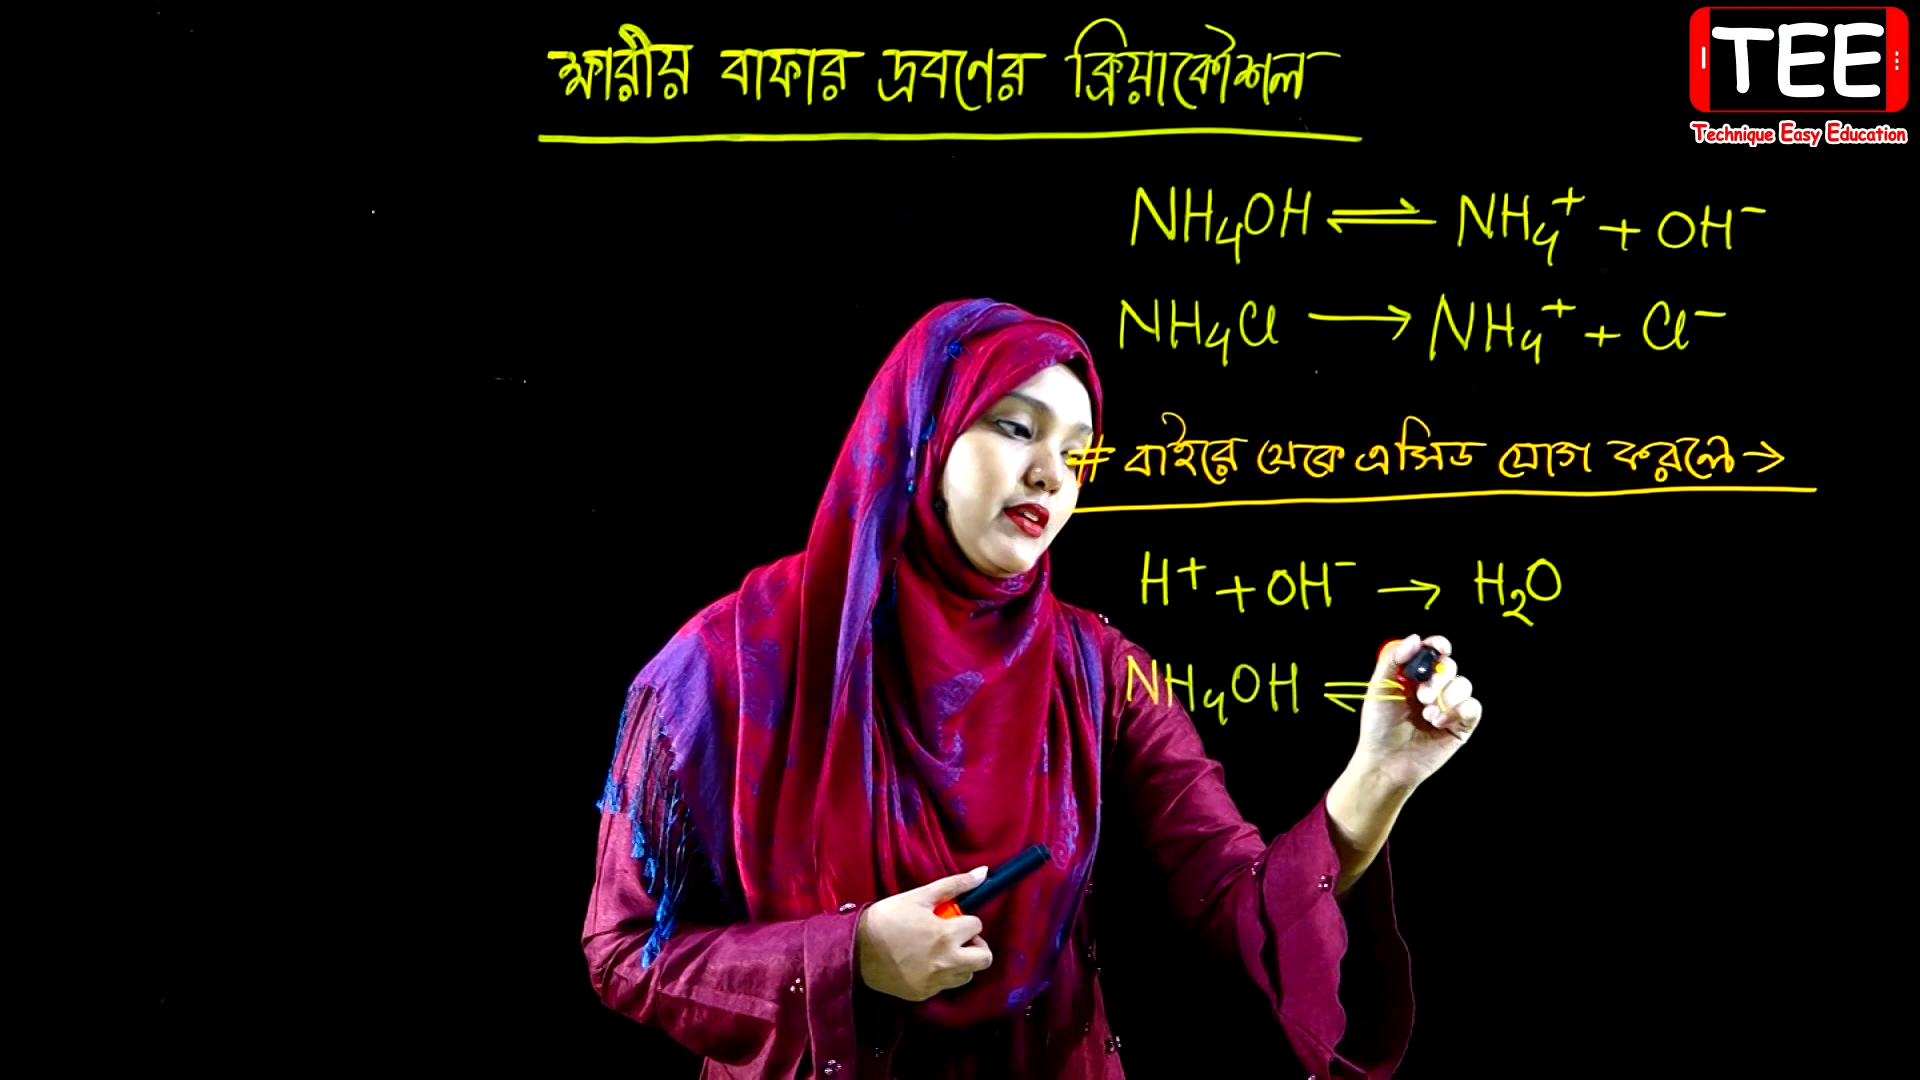 ক্ষারীয় বাফার দ্রবণের ক্রিয়াকৌশল
TEE
Technique Easy Education
NH₄OH ⇌ NH₄⁺ + OH⁻
NH₄Cl → NH₄⁺ + Cl⁻
# বাইরে থেকে এসিড যোগ করলে →
H⁺ + OH⁻ → H₂O
NH₄OH ⇌